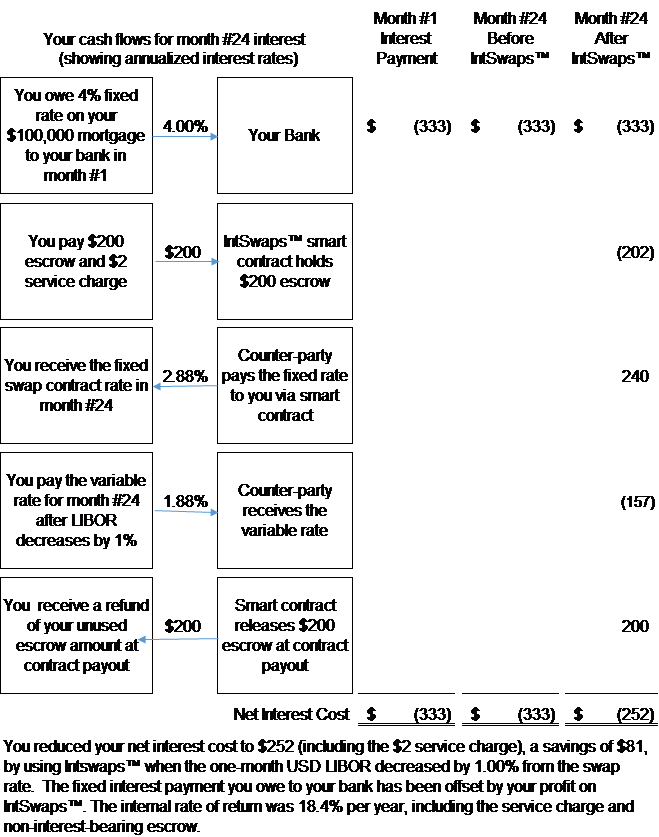 Your cash flows for month #24 interest
(showing annualized interest rates)
Month #1
Interest
Payment
Month #24
Before
IntSwaps™
Month #24
After
IntSwaps™
You owe 4% fixed
rate on your
$100,000 mortgage
to your bank in
month #1
4.00%
Your Bank
$ (333) $ (333) $ (333)
You pay $200
escrow and $2
service charge
$200
IntSwaps™ smart
contract holds
$200 escrow
(202)
You receive the fixed
swap contract rate in
month #24
2.88%
Counter-party
pays the fixed rate
to you via smart
contract
240
You pay the variable
rate for month #24
after LIBOR
decreases by 1%
1.88%
Counter-party
receives the
variable rate
(157)
You receive a refund
of your unused
escrow amount at
contract payout
$200
Smart contract
releases $200
escrow at contract
payout
200
Net Interest Cost $ (333) $ (333) $ (252)
You reduced your net interest cost to $252 (including the $2 service charge), a savings of $81,
by using Intswaps™ when the one-month USD LIBOR decreased by 1.00% from the swap
rate. The fixed interest payment you owe to your bank has been offset by your profit on
IntSwaps™. The internal rate of return was 18.4% per year, including the service charge and
non-interest-bearing escrow.